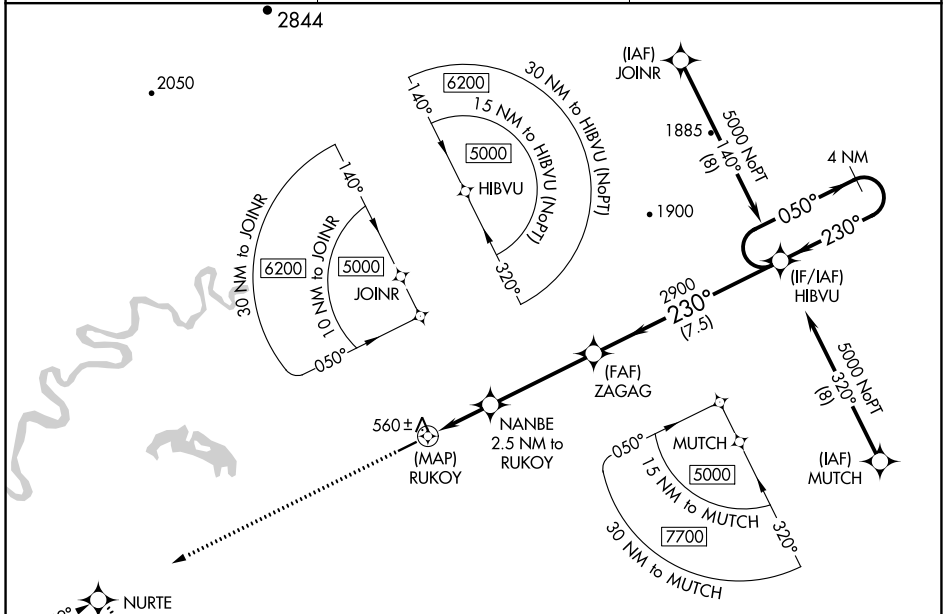 2844
2050
(IAF)
JOINR
1885
5000 NoPT
140°
(8)
4 NM
050°
230°
1900
(IF/IAF)
HIBVU
2900
230°
(7.5)
(FAF)
ZAGAG
NANBE
2.5 NM to
RUKOY
560±
(MAP)
RUKOY
5000 NoPT
320°
(8)
(IAF)
MUTCH
NURTE
30 NM to HIBVU (NoPT)
6200
15 NM to HIBVU (NoPT)
5000
140°
HIBVU
320°
30 NM to JOINR
6200
10 NM to JOINR
5000
140°
JOINR
050°
050°
MUTCH
5000
15 NM to MUTCH
7700
30 NM to MUTCH
320°